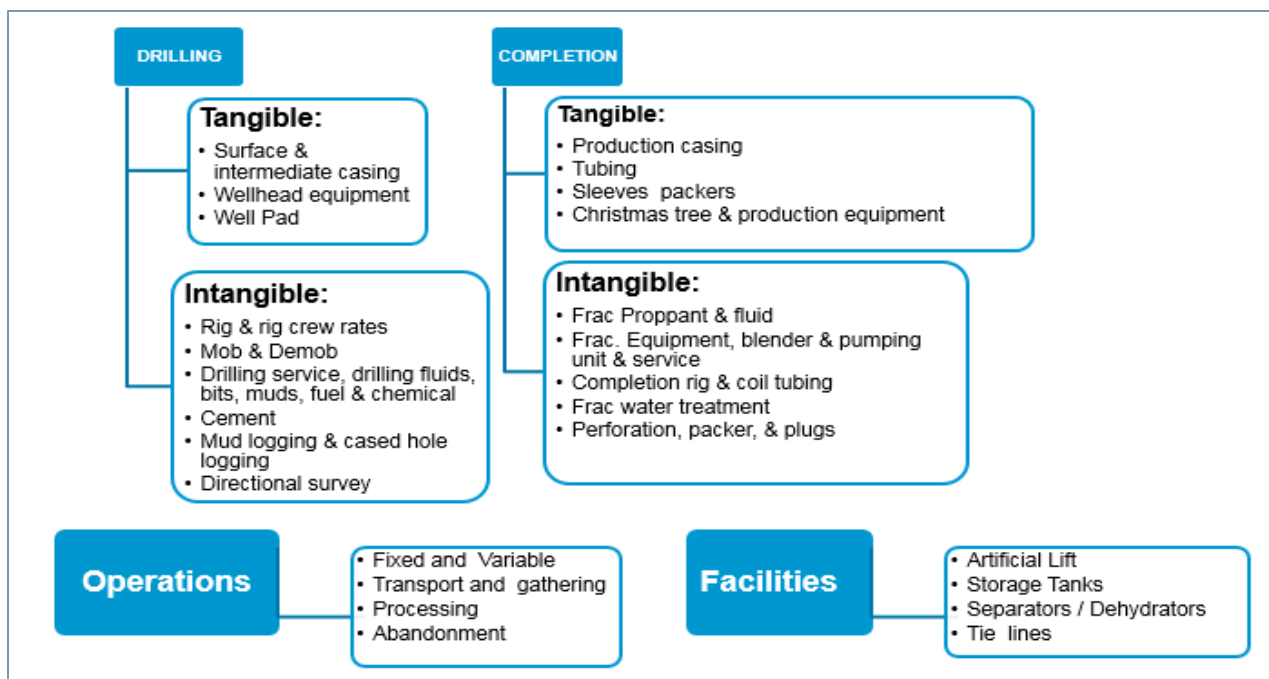 DRILLING
Tangible:
• Surface &
intermediate casing
• Wellhead equipment
• Well Pad
Intangible:
• Rig & rig crew rates
• Mob & Demob
• Drilling service, drilling fluids,
bits, muds, fuel & chemical
• Cement
• Mud logging & cased hole
logging
• Directional survey
COMPLETION
Tangible:
• Production casing
• Tubing
• Sleeves packers
• Christmas tree & production equipment
Intangible:
• Frac Proppant & fluid
• Frac. Equipment, blender & pumping
unit & service
• Completion rig & coil tubing
• Frac water treatment
• Perforation, packer, & plugs
Operations
• Fixed and Variable
• Transport and gathering
• Processing
• Abandonment
Facilities
• Artificial Lift
• Storage Tanks
• Separators / Dehydrators
• Tie lines